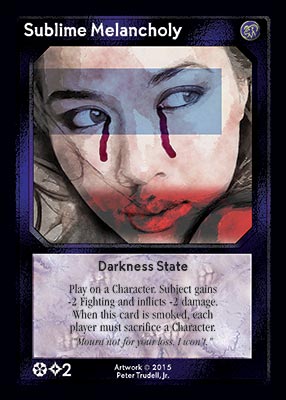 Sublime Melancholy
Darkness State
Play on a Character. Subject gains
-2 Fighting and inflicts -2 damage.
When this card is smoked, each
player must sacrifice a Character.
"Mourn not for your loss, I won't."
2
Artwork © 2015
Peter Trudell, Jr.